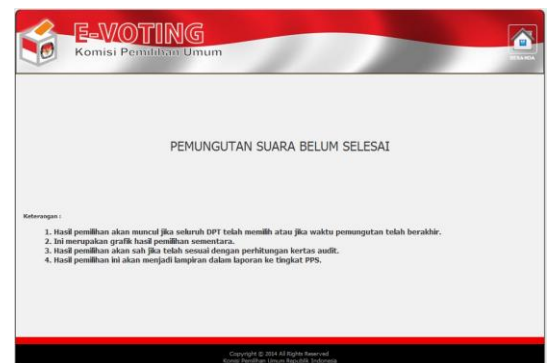 E-VOTING
Komisi Pemilihan Umum
BERANDA
PEMUNGUTAN SUARA BELUM SELESAI
Keterangan :
1. Hasil pemilihan akan muncul jika seluruh DPT telah memilih atau jika waktu pemungutan telah berakhir.
2. Ini merupakan grafik hasil pemilihan sementara.
3. Hasil pemilihan akan sah jika telah sesuai dengan perhitungan kertas audit.
4. Hasil pemilihan ini akan menjadi lampiran dalam laporan ke tingkat PPS.
Copyright © 2014 All Rights Reserved
Komisi Pemilihan Umum Republik Indonesia